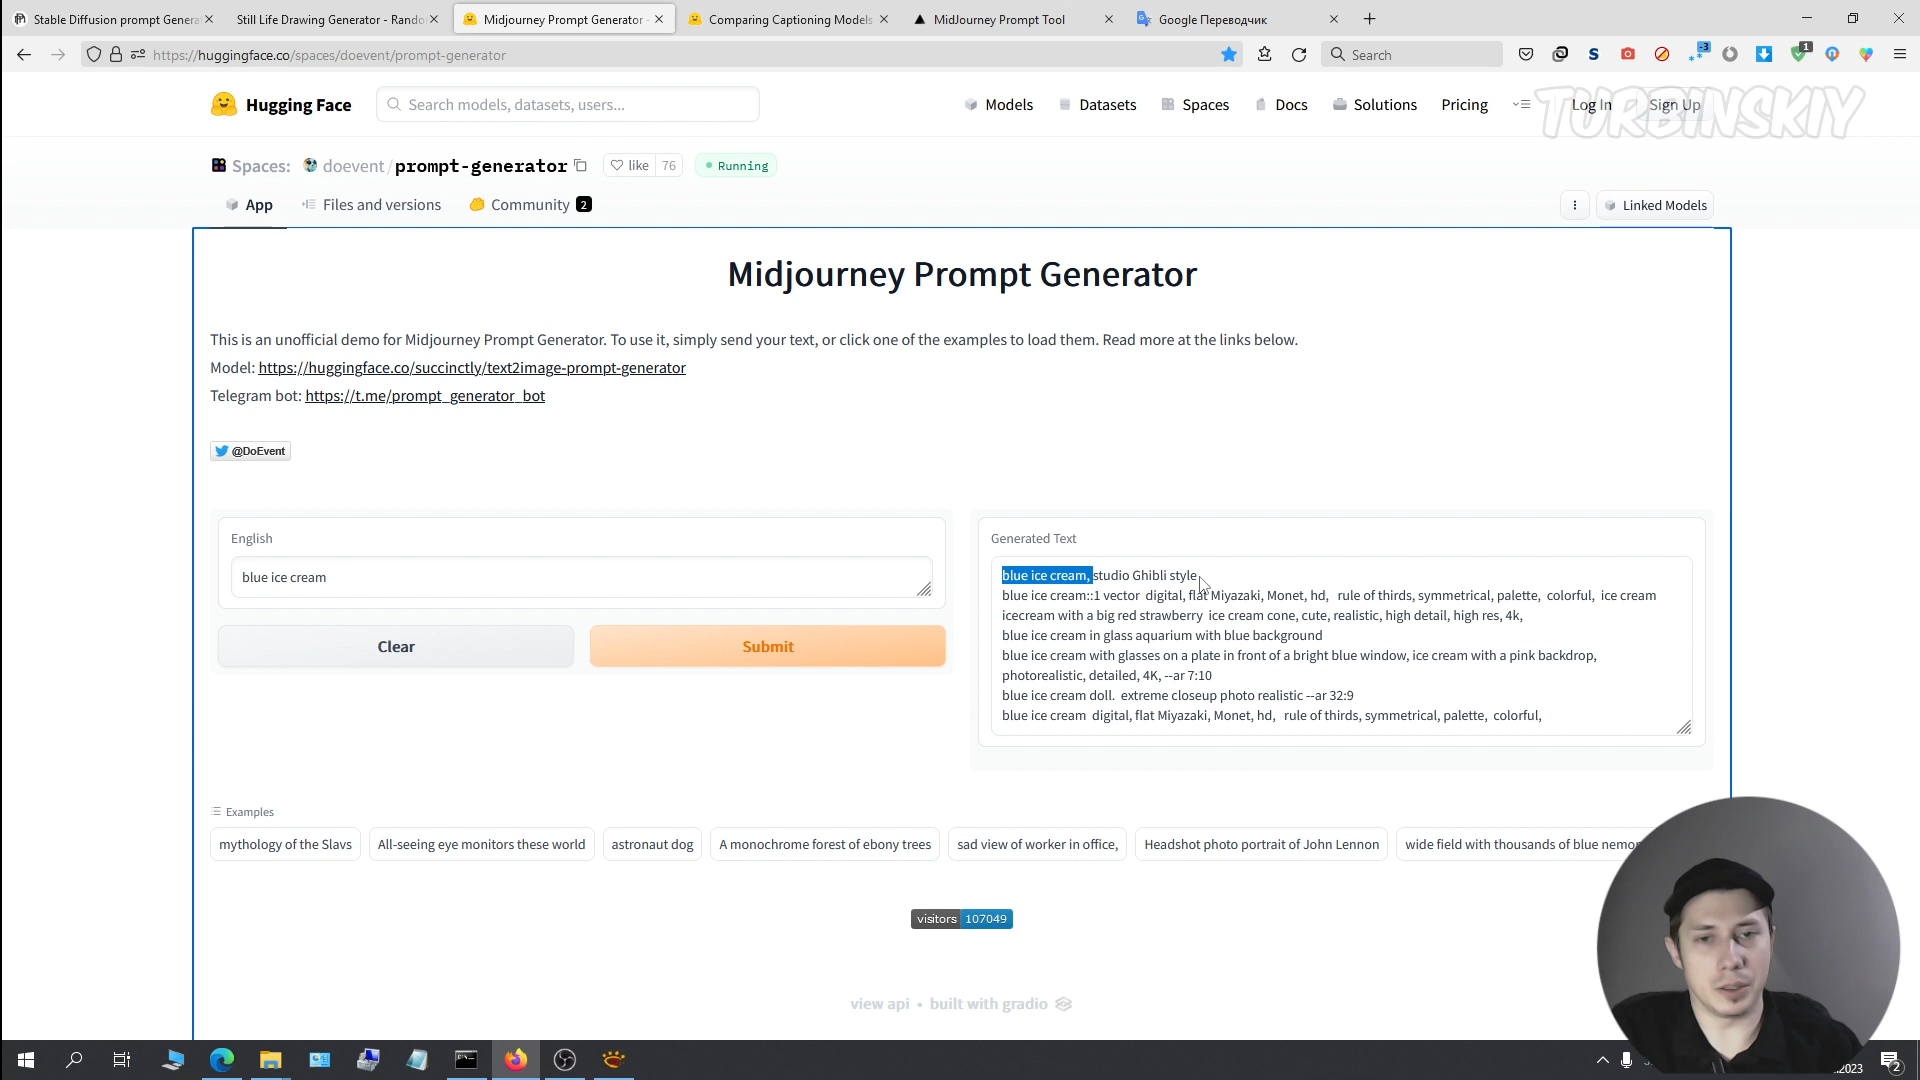 Stable Diffusion prompt Genera
Still Life Drawing Generator - Rando
Midjourney Prompt Generator -
Comparing Captioning Models
MidJourney Prompt Tool
Google Переводчик
https://huggingface.co/spaces/doevent/prompt-generator
Search
-3
1
Hugging Face
Search models, datasets, users...
Models
Datasets
Spaces
Docs
Solutions
Pricing
Log In
Sign Up
TURBINSKIY
Spaces: doevent/prompt-generator
like 76
Running
App
Files and versions
Community 2
Linked Models
Midjourney Prompt Generator
This is an unofficial demo for Midjourney Prompt Generator. To use it, simply send your text, or click one of the examples to load them. Read more at the links below.
Model: https://huggingface.co/succinctly/text2image-prompt-generator
Telegram bot: https://t.me/prompt_generator_bot
@DoEvent
English
blue ice cream
Clear
Submit
Generated Text
blue ice cream, studio Ghibli style
blue ice cream::1 vector digital, flat Miyazaki, Monet, hd, rule of thirds, symmetrical, palette, colorful, ice cream
icecream with a big red strawberry ice cream cone, cute, realistic, high detail, high res, 4k,
blue ice cream in glass aquarium with blue background
blue ice cream with glasses on a plate in front of a bright blue window, ice cream with a pink backdrop,
photorealistic, detailed, 4K, --ar 7:10
blue ice cream doll. extreme closeup photo realistic --ar 32:9
blue ice cream digital, flat Miyazaki, Monet, hd, rule of thirds, symmetrical, palette, colorful,
Examples
mythology of the Slavs
All-seeing eye monitors these world
astronaut dog
A monochrome forest of ebony trees
sad view of worker in office,
Headshot photo portrait of John Lennon
wide field with thousands of blue nemo
visitors 107049
view api • built with gradio
.2023
2